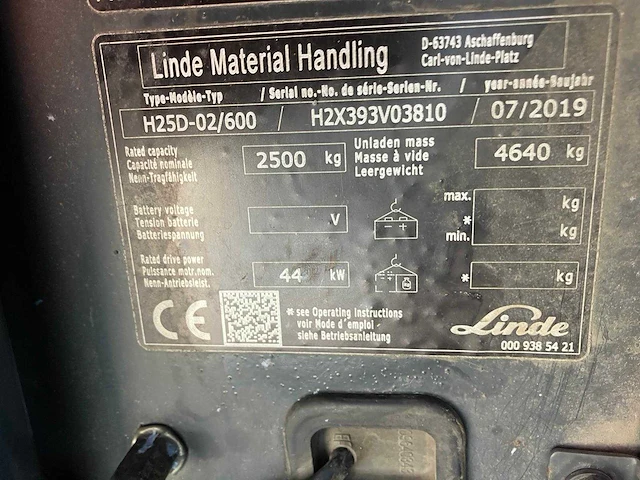 Linde Material Handling
D-63743 Aschaffenburg
Carl-von-Linde-Platz
Type-Modèle-Typ / Serial no.-No. de série-Serien-Nr. / year-année-Baujahr
H25D-02/600 / H2X393V03810 / 07/2019
Rated capacity
Capacité nominale
Nenn-Tragfähigkeit
2500 kg
Unladen mass
Masse à vide
Leergewicht
4640 kg
Battery voltage
Tension batterie
Batteriespannung
V
max. kg
*
min. kg
Rated drive power
Puissance motr.nom.
Nenn-Antriebsleist.
44 kW
* kg
CE
* see Operating Instructions
voir Mode d'emploi -
siehe Betriebsanleitung
Linde
000 938 54 21